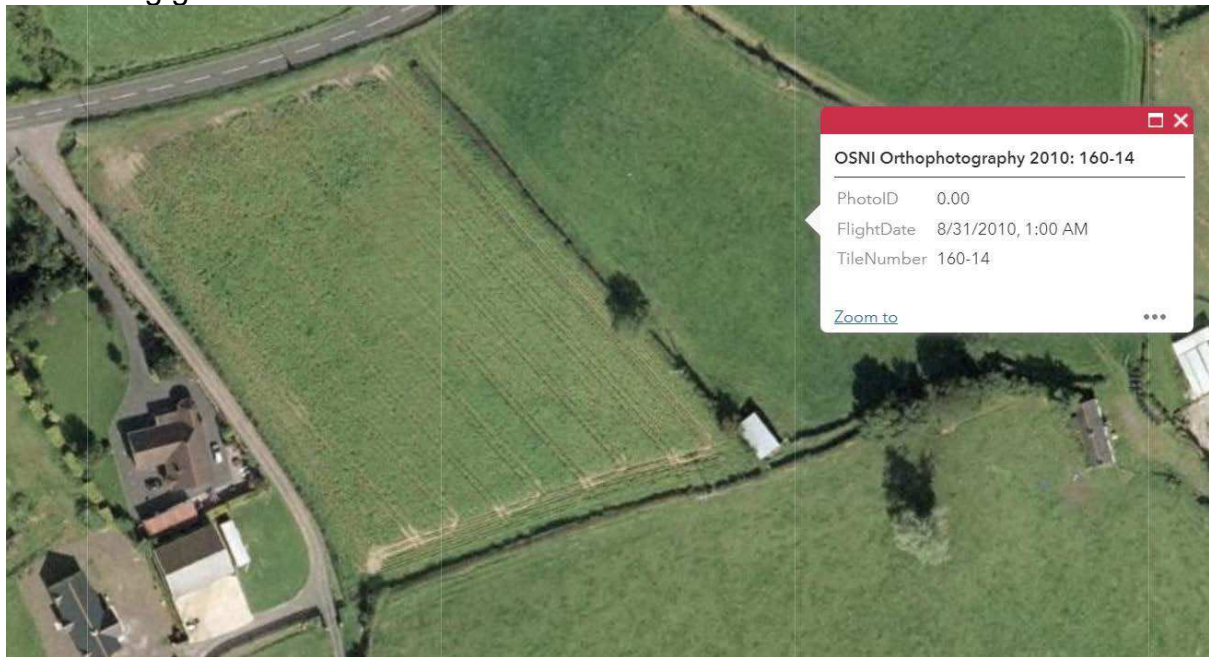 OSNI Orthophotography 2010: 160-14
PhotoID 0.00
FlightDate 8/31/2010, 1:00 AM
TileNumber 160-14
Zoom to